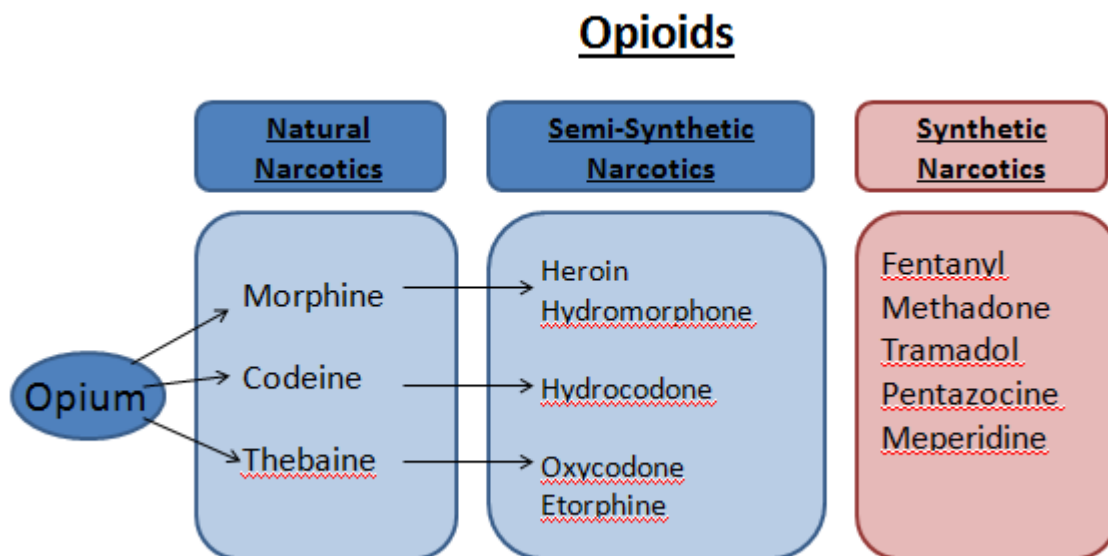 Opioids
Natural
Narcotics
Semi-Synthetic
Narcotics
Synthetic
Narcotics
Opium
Morphine
Codeine
Thebaine
Heroin
Hydromorphone
Hydrocodone
Oxycodone
Etorphine
Fentanyl
Methadone
Tramadol
Pentazocine
Meperidine